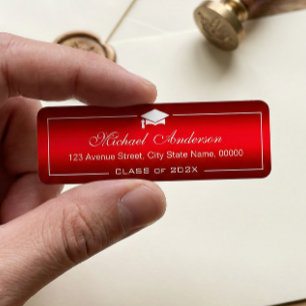 Michael Anderson
123 Avenue Street, City State Name, 00000
CLASS OF 202X